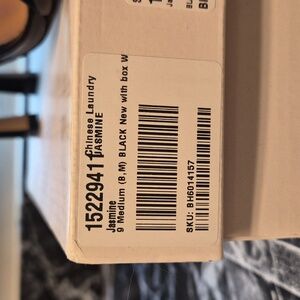 Chinese Laundry
JASMINE
15229411
Jasmine
9 Medium (B,M) BLACK New with box W
SKU: BH6014157